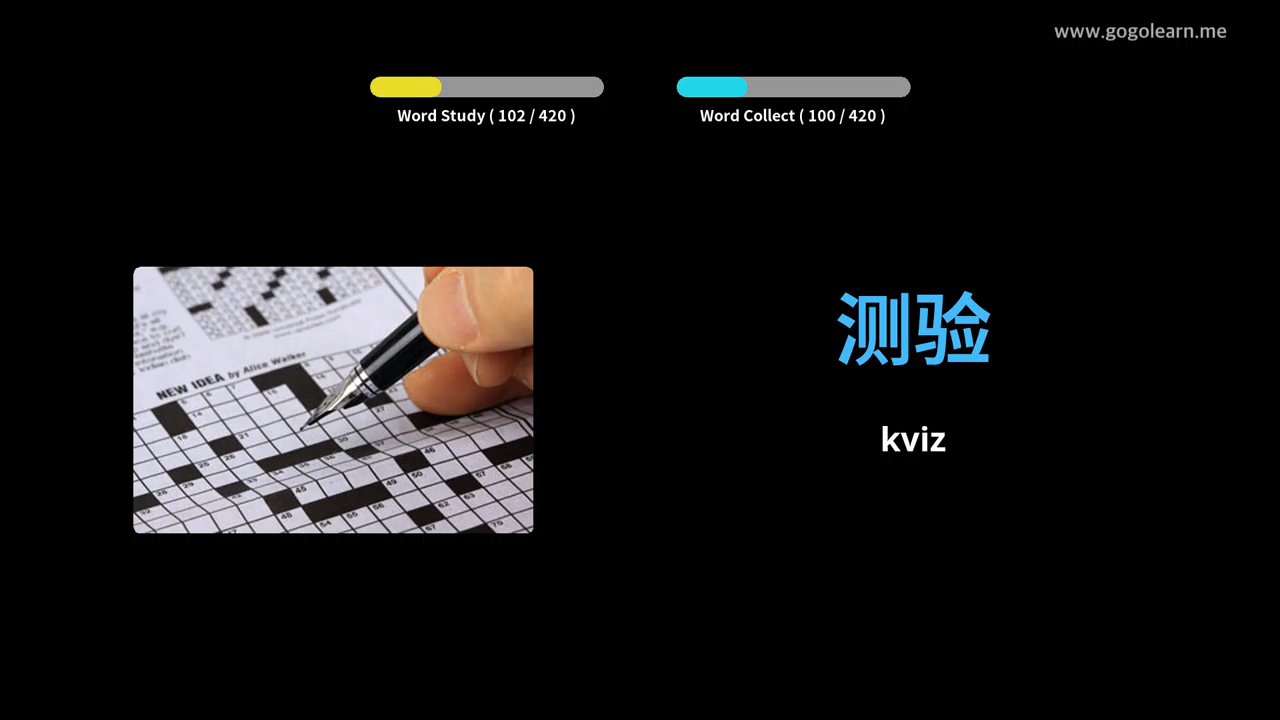 www.gogolearn.me
Word Study ( 102 / 420 )
Word Collect ( 100 / 420 )
NEW IDEA by Alice Walker
测验
kviz